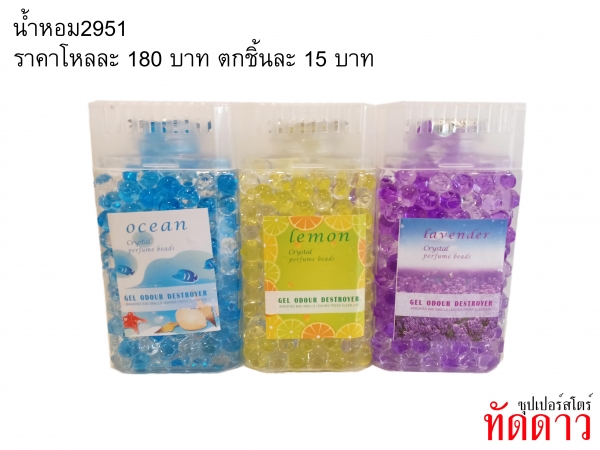 น้ำหอม2951
ราคาโหลละ 180 บาท ตกชิ้นละ 15 บาท
ocean
Crystal
perfume beads
GEL ODOUR DESTROYER
lemon
Crystal
perfume beads
GEL ODOUR DESTROYER
lavender
Crystal
perfume beads
GEL ODOUR DESTROYER
ซุปเปอร์สโตร์
ทัดดาว